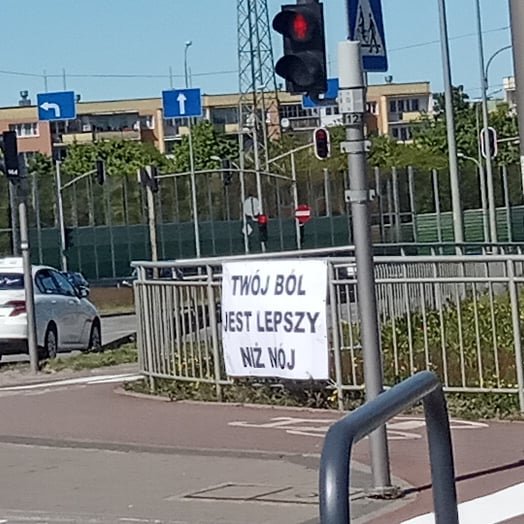 TWÓJ BÓL
JEST LEPSZY
NIŻ NÓJ